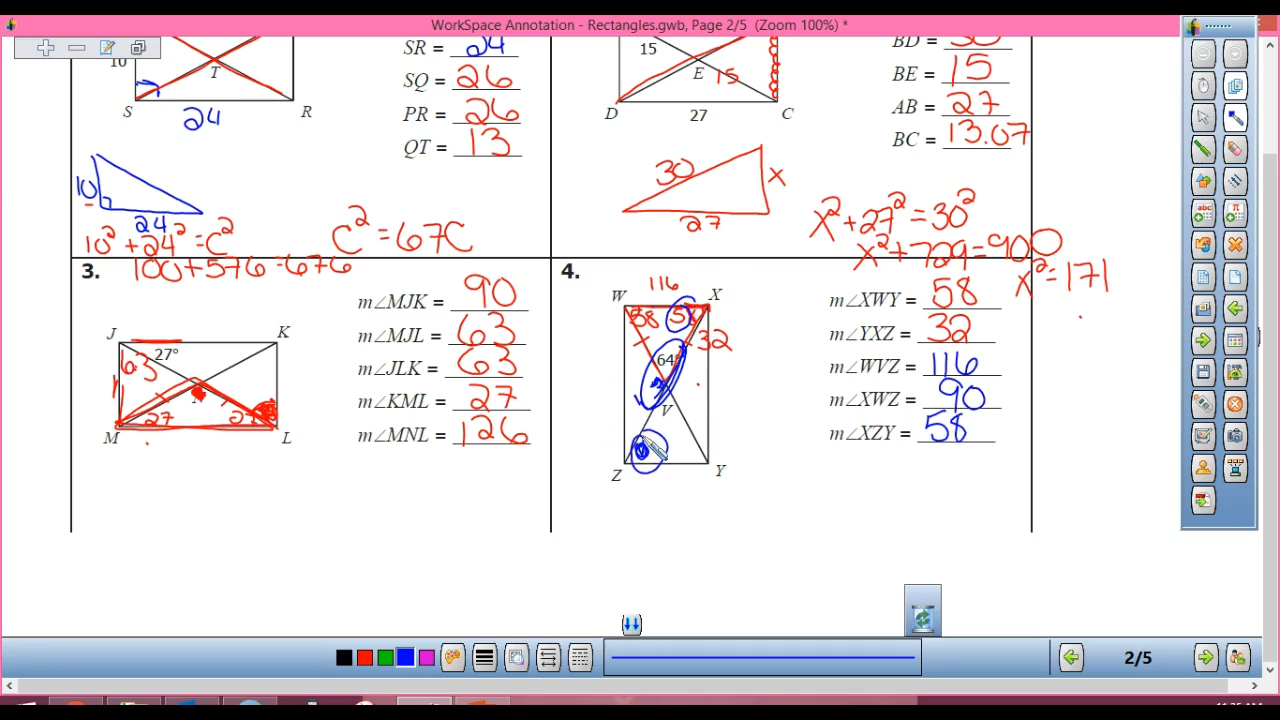 WorkSpace Annotation - Rectangles.gwb, Page 2/5 (Zoom 100%) *
10
T
S
R
24
SR = 24
SQ = 26
PR = 26
QT = 13
10
24
10² + 24² = C²
100 + 576 = 676
C² = 67C
15
E
15
D
C
27
BD = 30
BE = 15
AB = 27
BC = 13.07
30
x
27
x² + 27² = 30²
x² + 729 = 900
x² = 171
3.
J
K
27°
63
27
27
M
L
m∠MJK = 90
m∠MJL = 63
m∠JLK = 63
m∠KML = 27
m∠MNL = 126
4.
116
W
X
58
58
32
64°
V
Z
Y
m∠XWY = 58
m∠YXZ = 32
m∠WVZ = 116
m∠XWZ = 90
m∠XZY = 58
abc
π
2/5